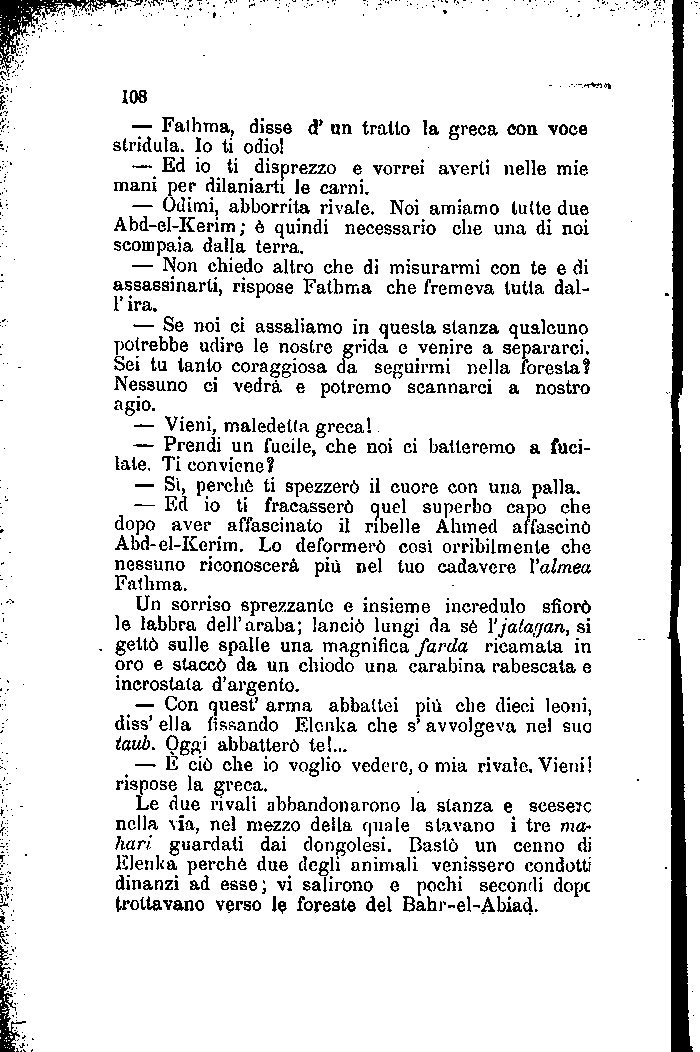 108
— Fathma, disse d' un tratto la greca con voce
stridula. Io ti odio!
— Ed io ti disprezzo e vorrei averti nelle mie
mani per dilaniarti le carni.
— Odimi, abborrita rivale. Noi amiamo tutte due
Abd-el-Kerim; è quindi necessario che una di noi
scompaia dalla terra.
— Non chiedo altro che di misurarmi con te e di
assassinarti, rispose Fathma che fremeva tutta dal-
l' ira.
— Se noi ci assaliamo in questa stanza qualcuno
potrebbe udire le nostre grida e venire a separarci.
Sei tu tanto coraggiosa da seguirmi nella foresta?
Nessuno ci vedrà e potremo scannarci a nostro
agio.
— Vieni, maledetta greca!
— Prendi un fucile, che noi ci batteremo a fuci-
late. Ti conviene?
— Sì, perchè ti spezzerò il cuore con una palla.
— Ed io ti fracasserò quel superbo capo che
dopo aver affascinato il ribelle Ahmed affascinò
Abd-el-Kerim. Lo deformerò così orribilmente che
nessuno riconoscerà più nel tuo cadavere l'almea
Fathma.
Un sorriso sprezzante e insieme incredulo sfiorò
le labbra dell'araba; lanciò lungi da sè l'jatagan, si
gettò sulle spalle una magnifica farda ricamata in
oro e staccò da un chiodo una carabina rabescata e
incrostata d'argento.
— Con quest' arma abbattei più che dieci leoni,
diss' ella fissando Elenka che s' avvolgeva nel suo
taub. Oggi abbatterò te!...
— È ciò che io voglio vedere, o mia rivale. Vieni!
rispose la greca.
Le due rivali abbandonarono la stanza e scesero
nella via, nel mezzo della quale stavano i tre ma-
hari guardati dai dongolesi. Bastò un cenno di
Elenka perchè due degli animali venissero condotti
dinanzi ad esse; vi salirono e pochi secondi dopo
trottavano verso le foreste del Bahr-el-Abiad.